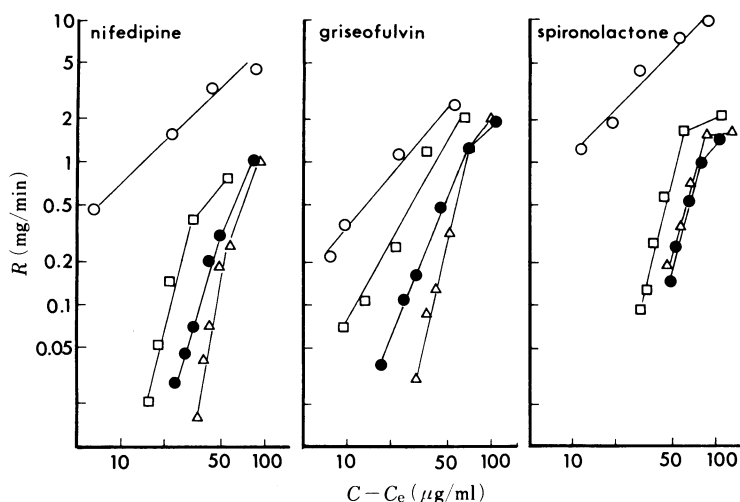 nifedipine
griseofulvin
spironolactone
10
5
2
1
0.5
0.2
0.1
0.05
R (mg/min)
10 50 100
10 50 100
10 50 100
C − Ce (μg/ml)